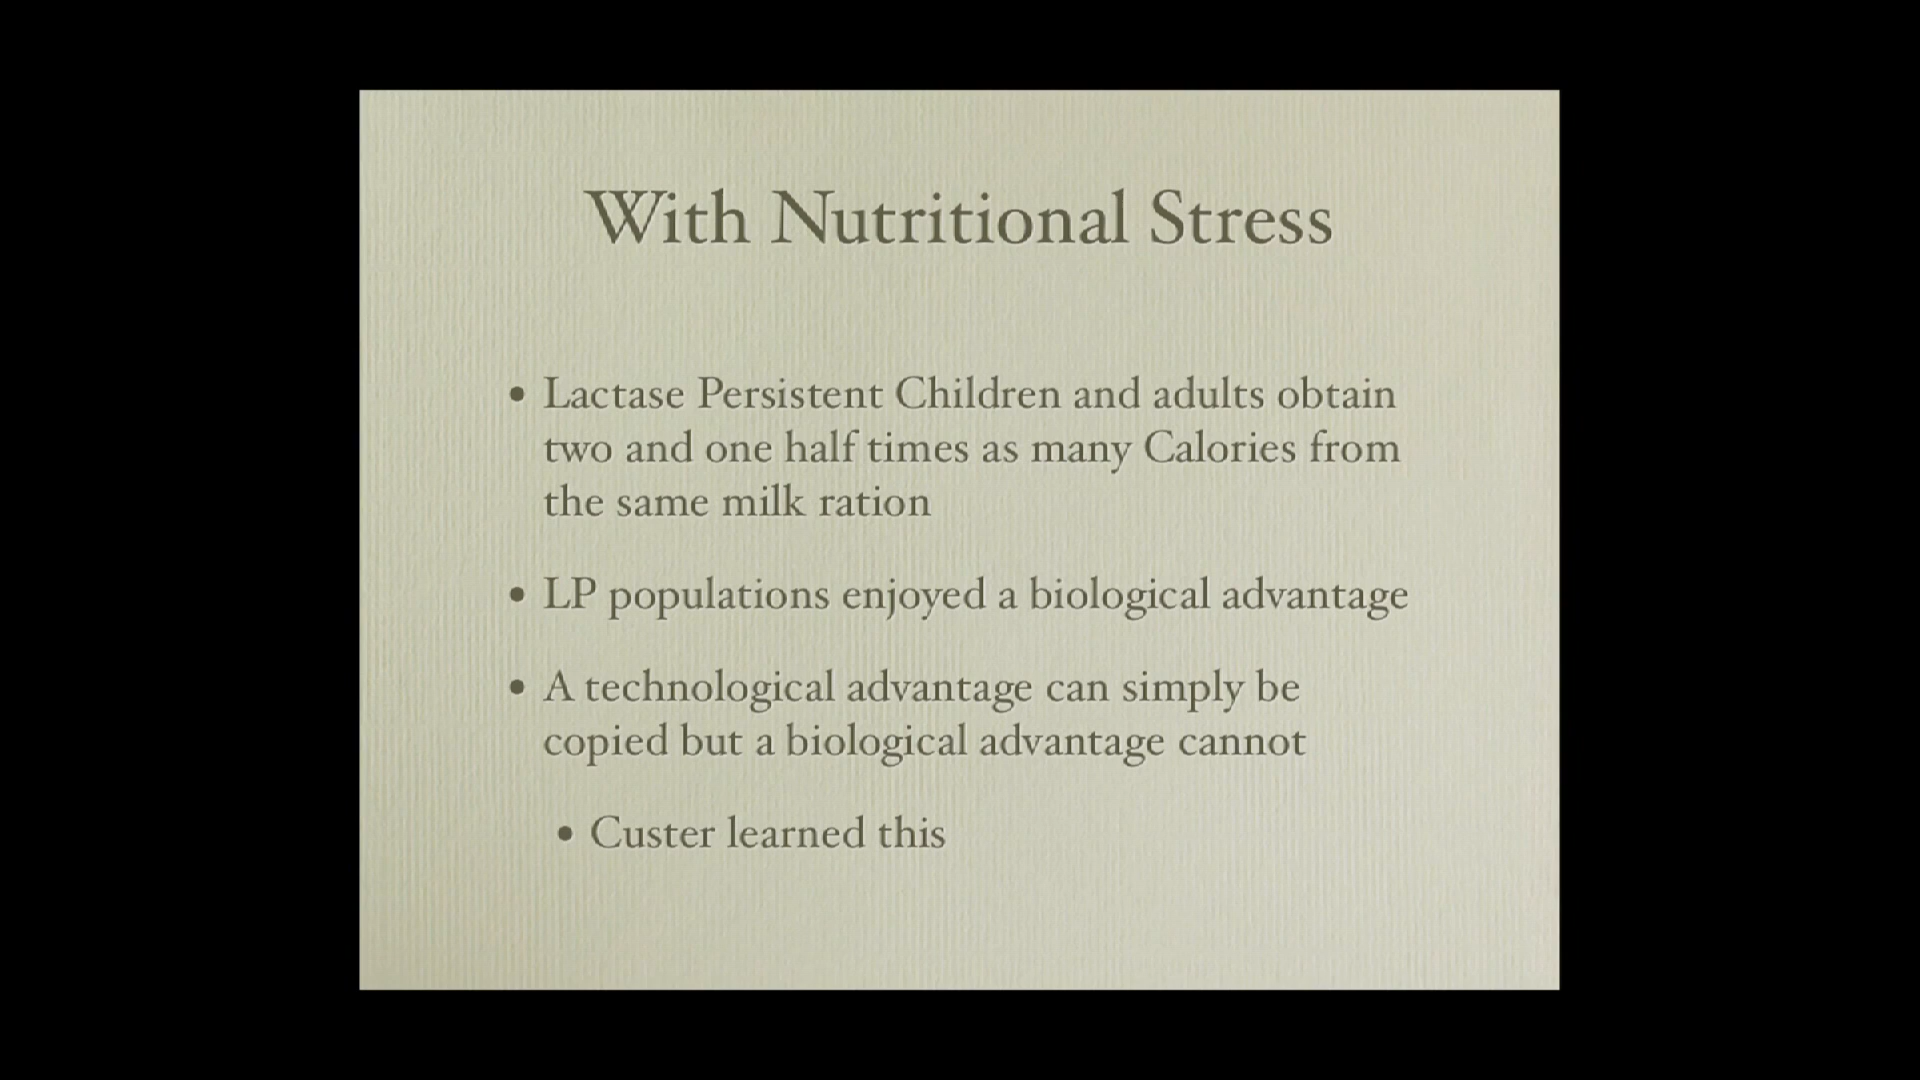 With Nutritional Stress
• Lactase Persistent Children and adults obtain
two and one half times as many Calories from
the same milk ration
• LP populations enjoyed a biological advantage
• A technological advantage can simply be
copied but a biological advantage cannot
• Custer learned this